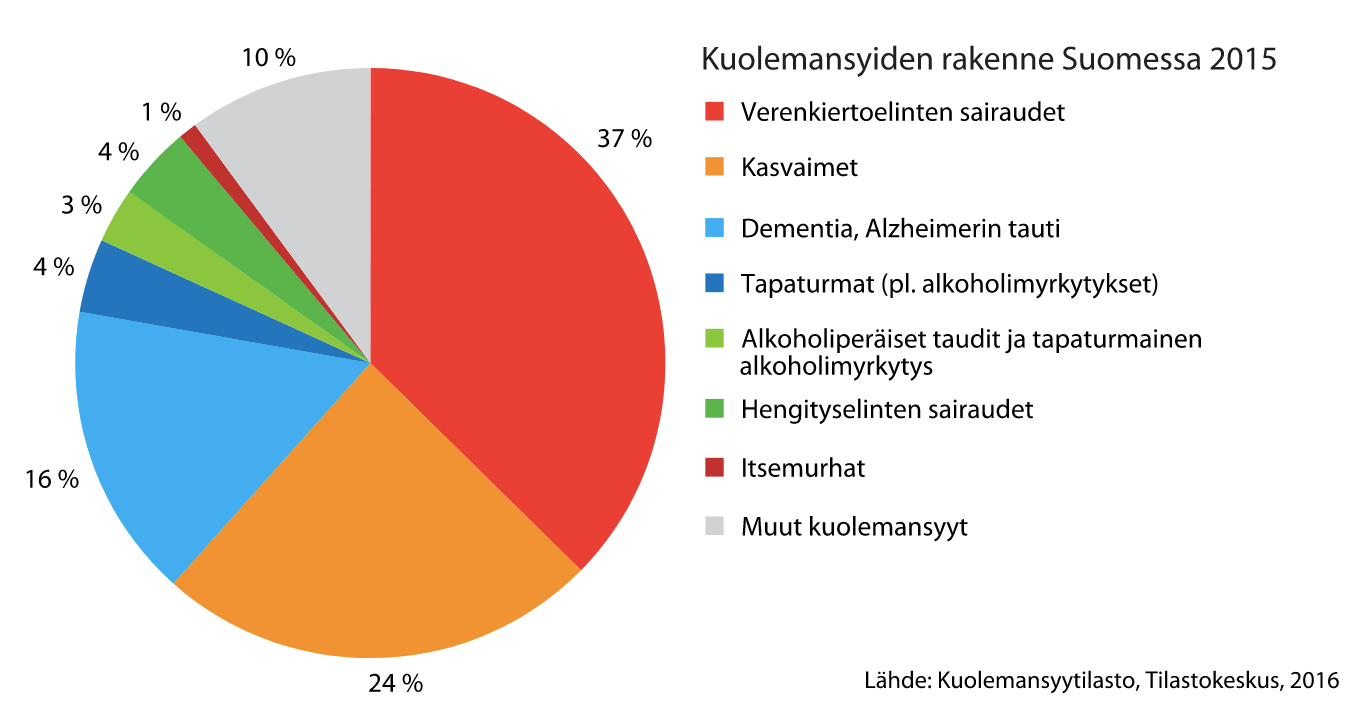 Kuolemansyiden rakenne Suomessa 2015
Verenkiertoelinten sairaudet
Kasvaimet
Dementia, Alzheimerin tauti
Tapaturmat (pl. alkoholimyrkytykset)
Alkoholiperäiset taudit ja tapaturmainen
alkoholimyrkytys
Hengityselinten sairaudet
Itsemurhat
Muut kuolemansyyt
37 %
24 %
16 %
4 %
3 %
4 %
1 %
10 %
Lähde: Kuolemansyytilasto, Tilastokeskus, 2016